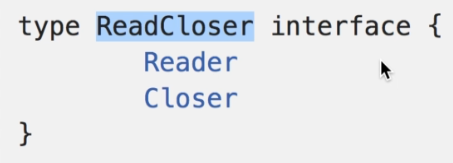 type ReadCloser interface {
Reader
Closer
}